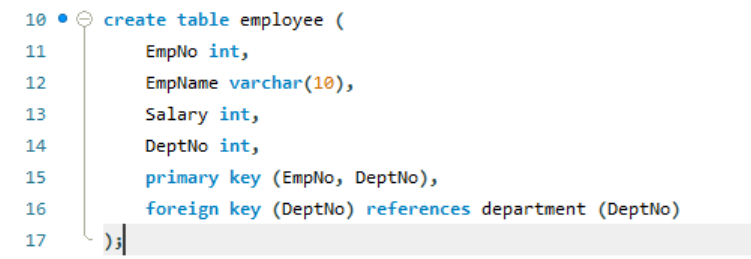 10 create table employee (
11 EmpNo int,
12 EmpName varchar(10),
13 Salary int,
14 DeptNo int,
15 primary key (EmpNo, DeptNo),
16 foreign key (DeptNo) references department (DeptNo)
17 );